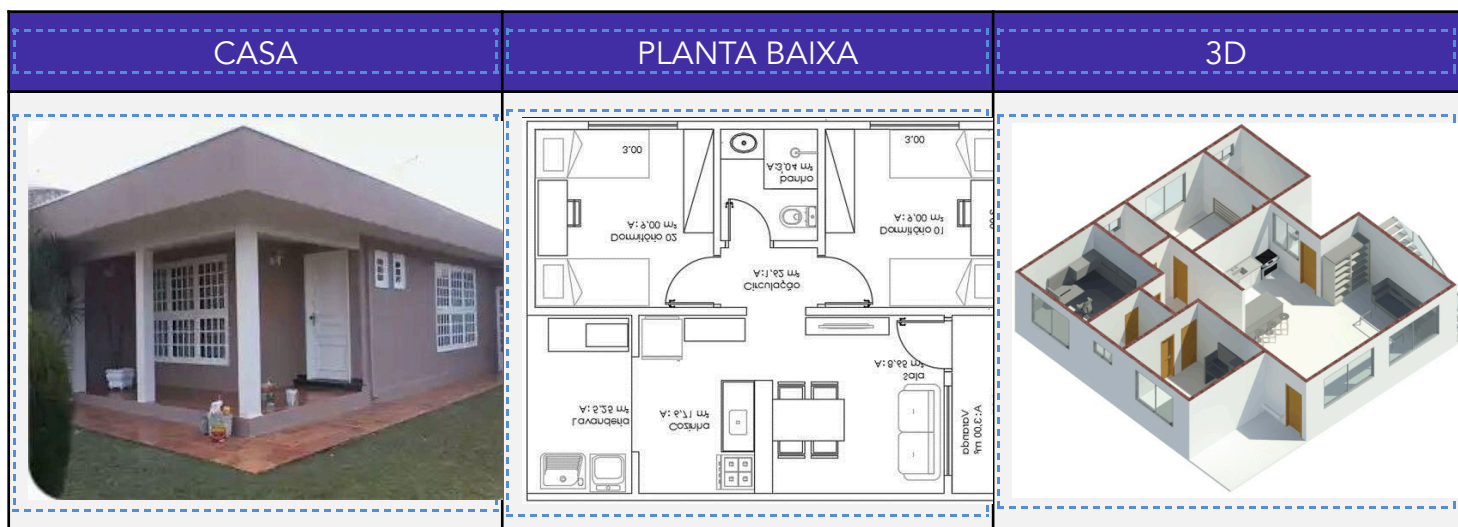 CASA
PLANTA BAIXA
3D
3,00
3,00
A:3,04 m²
banho
A: 9,00 m²
Dormitório 02
A: 9,00 m²
Dormitório 01
A:1,62 m²
Circulação
A: 8,65 m²
Sala
A: 5,25 m²
Lavanderia
A: 6,71 m²
Cozinha
A:3,00 m²
Varanda